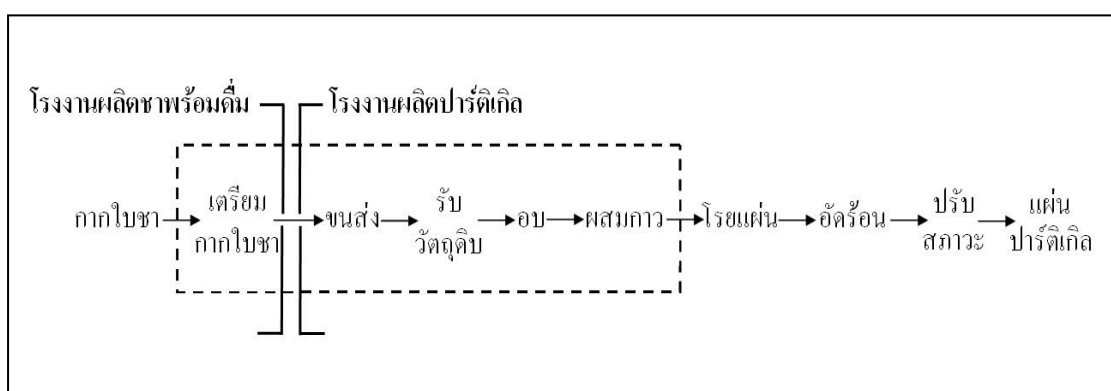 โรงงานผลิตชาพร้อมดื่ม
โรงงานผลิตปาร์ติเกิล
กากใบชา
เตรียม
กากใบชา
ขนส่ง
รับ
วัตถุดิบ
อบ
ผสมกาว
โรยแผ่น
อัดร้อน
ปรับ
สภาวะ
แผ่น
ปาร์ติเกิล